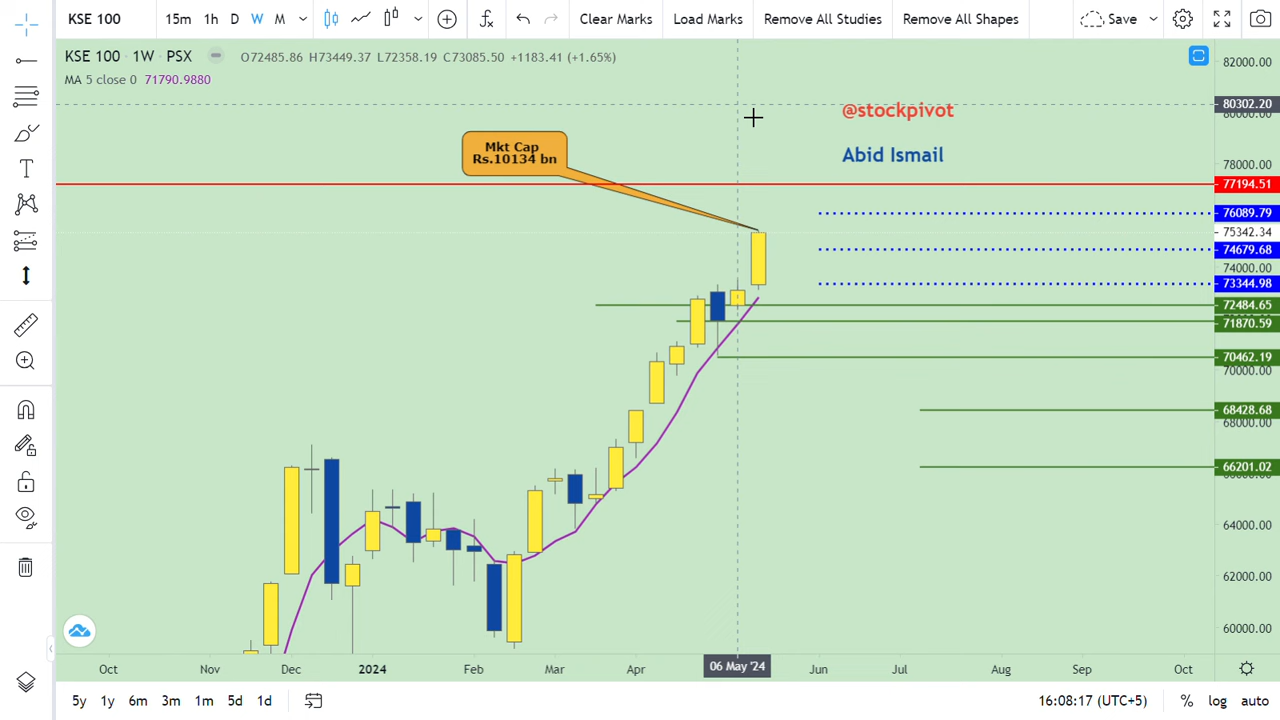 KSE 100 15m 1h D W M Clear Marks Load Marks Remove All Studies Remove All Shapes Save
KSE 100 1W PSX O72485.86 H73449.37 L72358.19 C73085.50 +1183.41 (+1.65%)
MA 5 close 0 71790.9880
82000.00
80302.20
80000.00
@stockpivot
Mkt Cap
Rs.10134 bn
Abid Ismail
78000.00
77194.51
76089.79
75342.34
74679.68
74000.00
73344.98
72484.65
71870.59
70462.19
70000.00
68428.68
68000.00
66201.02
64000.00
62000.00
60000.00
Oct Nov Dec 2024 Feb Mar Apr 06 May '24 Jun Jul Aug Sep Oct
5y 1y 6m 3m 1m 5d 1d 16:08:17 (UTC+5) % log auto